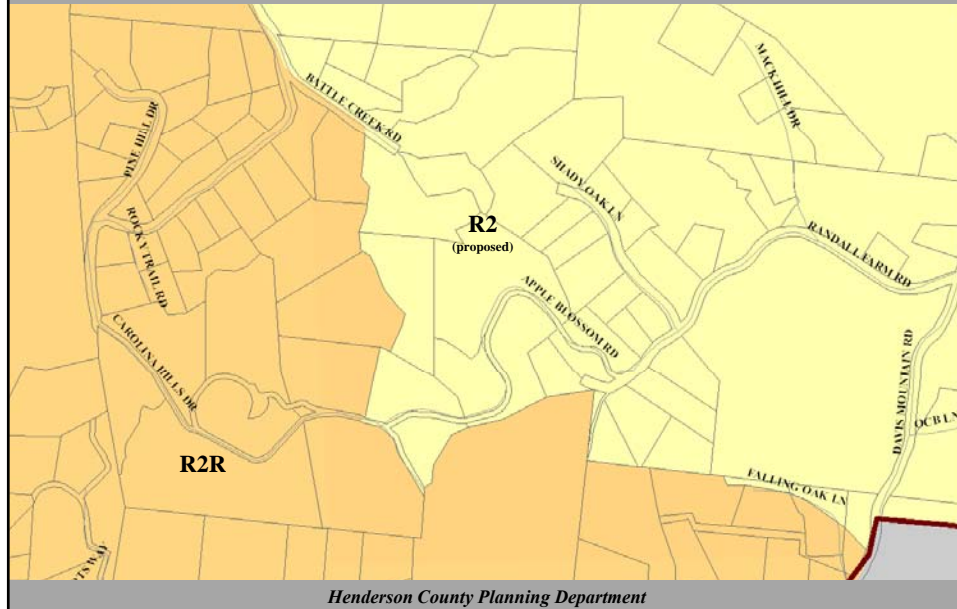 BATTLE CREEK RD
MACK HILL DR
PINE HILL DR
SHADY OAK LN
R2
(proposed)
ROCKY TRAIL RD
RANDALL FARM RD
APPLE BLOSSOM RD
CAROLINA HILLS DR
DAVIS MOUNTAIN RD
OCB LN
R2R
FALLING OAK LN
WAY
Henderson County Planning Department